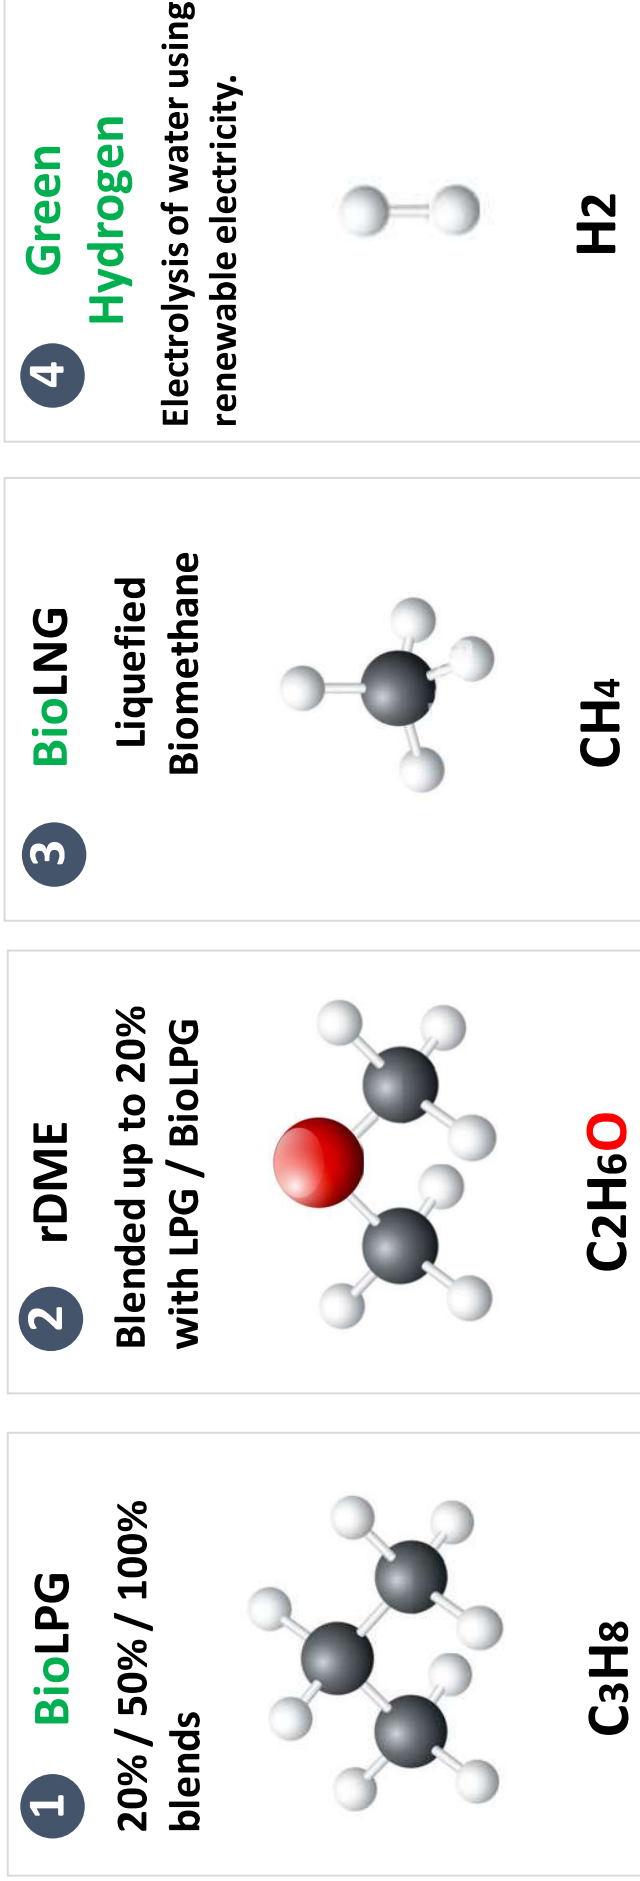 1
BioLPG
20% / 50% / 100%
blends
C3H8
2
rDME
Blended up to 20%
with LPG / BioLPG
C2H6O
3
BioLNG
Liquefied
Biomethane
CH4
4
Green
Hydrogen
Electrolysis of water using
renewable electricity.
H2